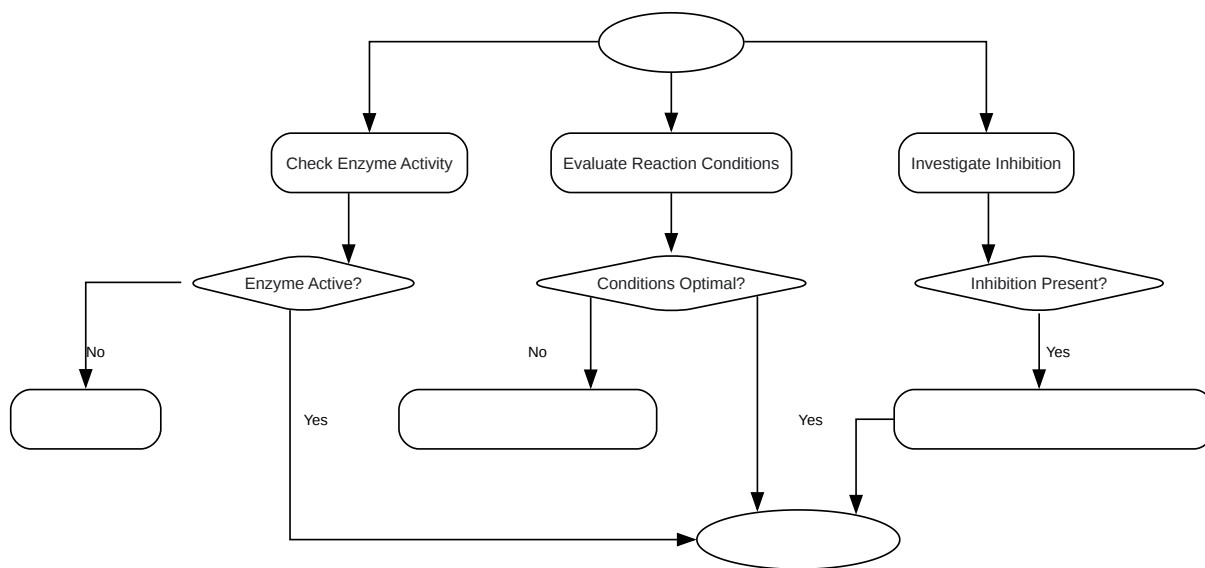 Check Enzyme Activity
Evaluate Reaction Conditions
Investigate Inhibition
Enzyme Active?
Conditions Optimal?
Inhibition Present?
No
No
Yes
Yes
Yes